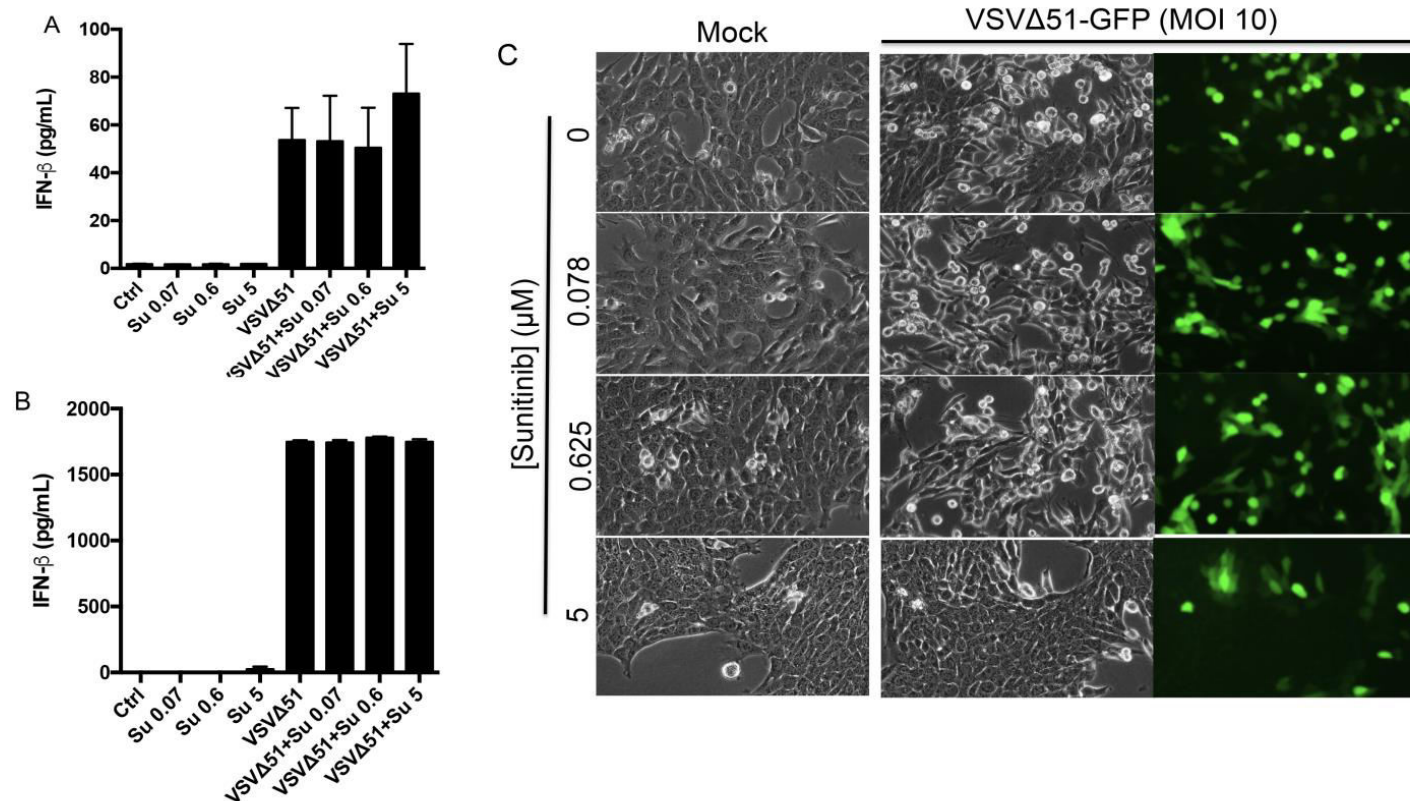 A
100
80
60
40
20
0
IFN-β (pg/mL)
Ctrl
Su 0.07
Su 0.6
Su 5
VSVΔ51
VSVΔ51+Su 0.07
VSVΔ51+Su 0.6
VSVΔ51+Su 5
B
2000
1500
1000
500
0
IFN-β (pg/mL)
Ctrl
Su 0.07
Su 0.6
Su 5
VSVΔ51
VSVΔ51+Su 0.07
VSVΔ51+Su 0.6
VSVΔ51+Su 5
C
Mock
VSVΔ51-GFP (MOI 10)
[Sunitinib] (μM)
0
0.078
0.625
5